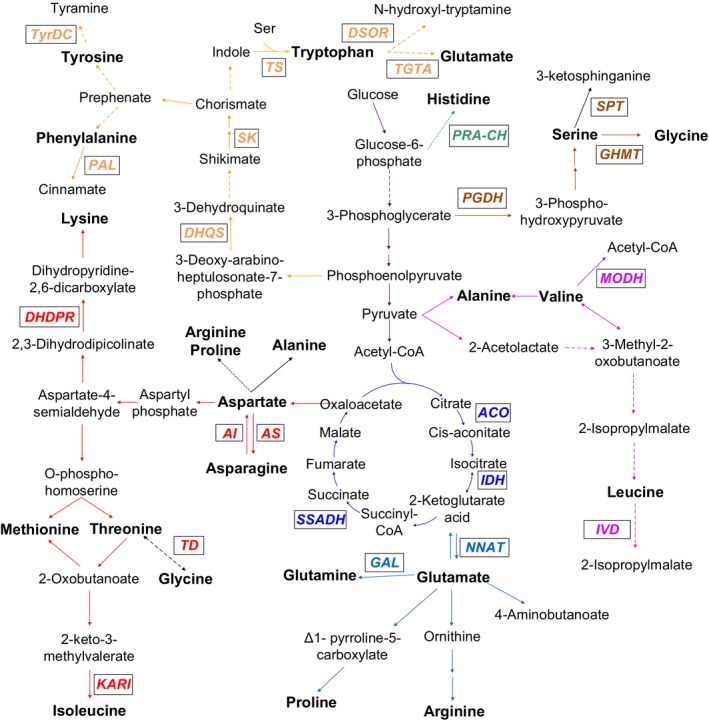 Tyramine
TyrDC
Tyrosine
Prephenate
Phenylalanine
PAL
Cinnamate
Lysine
Dihydropyridine-
2,6-dicarboxylate
DHDPR
2,3-Dihydrodipicolinate
Aspartate-4-
semialdehyde
Aspartyl
phosphate
O-phospho-
homoserine
Methionine
Threonine
TD
Glycine
2-Oxobutanoate
2-keto-3-
methylvalerate
KARI
Isoleucine
Ser
Indole
TS
Tryptophan
DSOR
N-hydroxyl-tryptamine
TGTA
Glutamate
Chorismate
SK
Shikimate
3-Dehydroquinate
DHQS
3-Deoxy-arabino-
heptulosonate-7-
phosphate
Glucose
Histidine
PRA-CH
Glucose-6-
phosphate
3-Phosphoglycerate
PGDH
3-Phospho-
hydroxypyruvate
3-ketosphinganine
SPT
Serine
Glycine
GHMT
Phosphoenolpyruvate
Pyruvate
Acetyl-CoA
Acetyl-CoA
MODH
Alanine
Valine
2-Acetolactate
3-Methyl-2-
oxobutanoate
2-Isopropylmalate
Leucine
IVD
2-Isopropylmalate
Arginine
Proline
Alanine
Aspartate
AI
AS
Asparagine
Oxaloacetate
Citrate
ACO
Cis-aconitate
Isocitrate
IDH
2-Ketoglutarate
acid
Succinyl-
CoA
SSADH
Succinate
Fumarate
Malate
NNAT
GAL
Glutamine
Glutamate
4-Aminobutanoate
Δ1- pyrroline-5-
carboxylate
Ornithine
Proline
Arginine